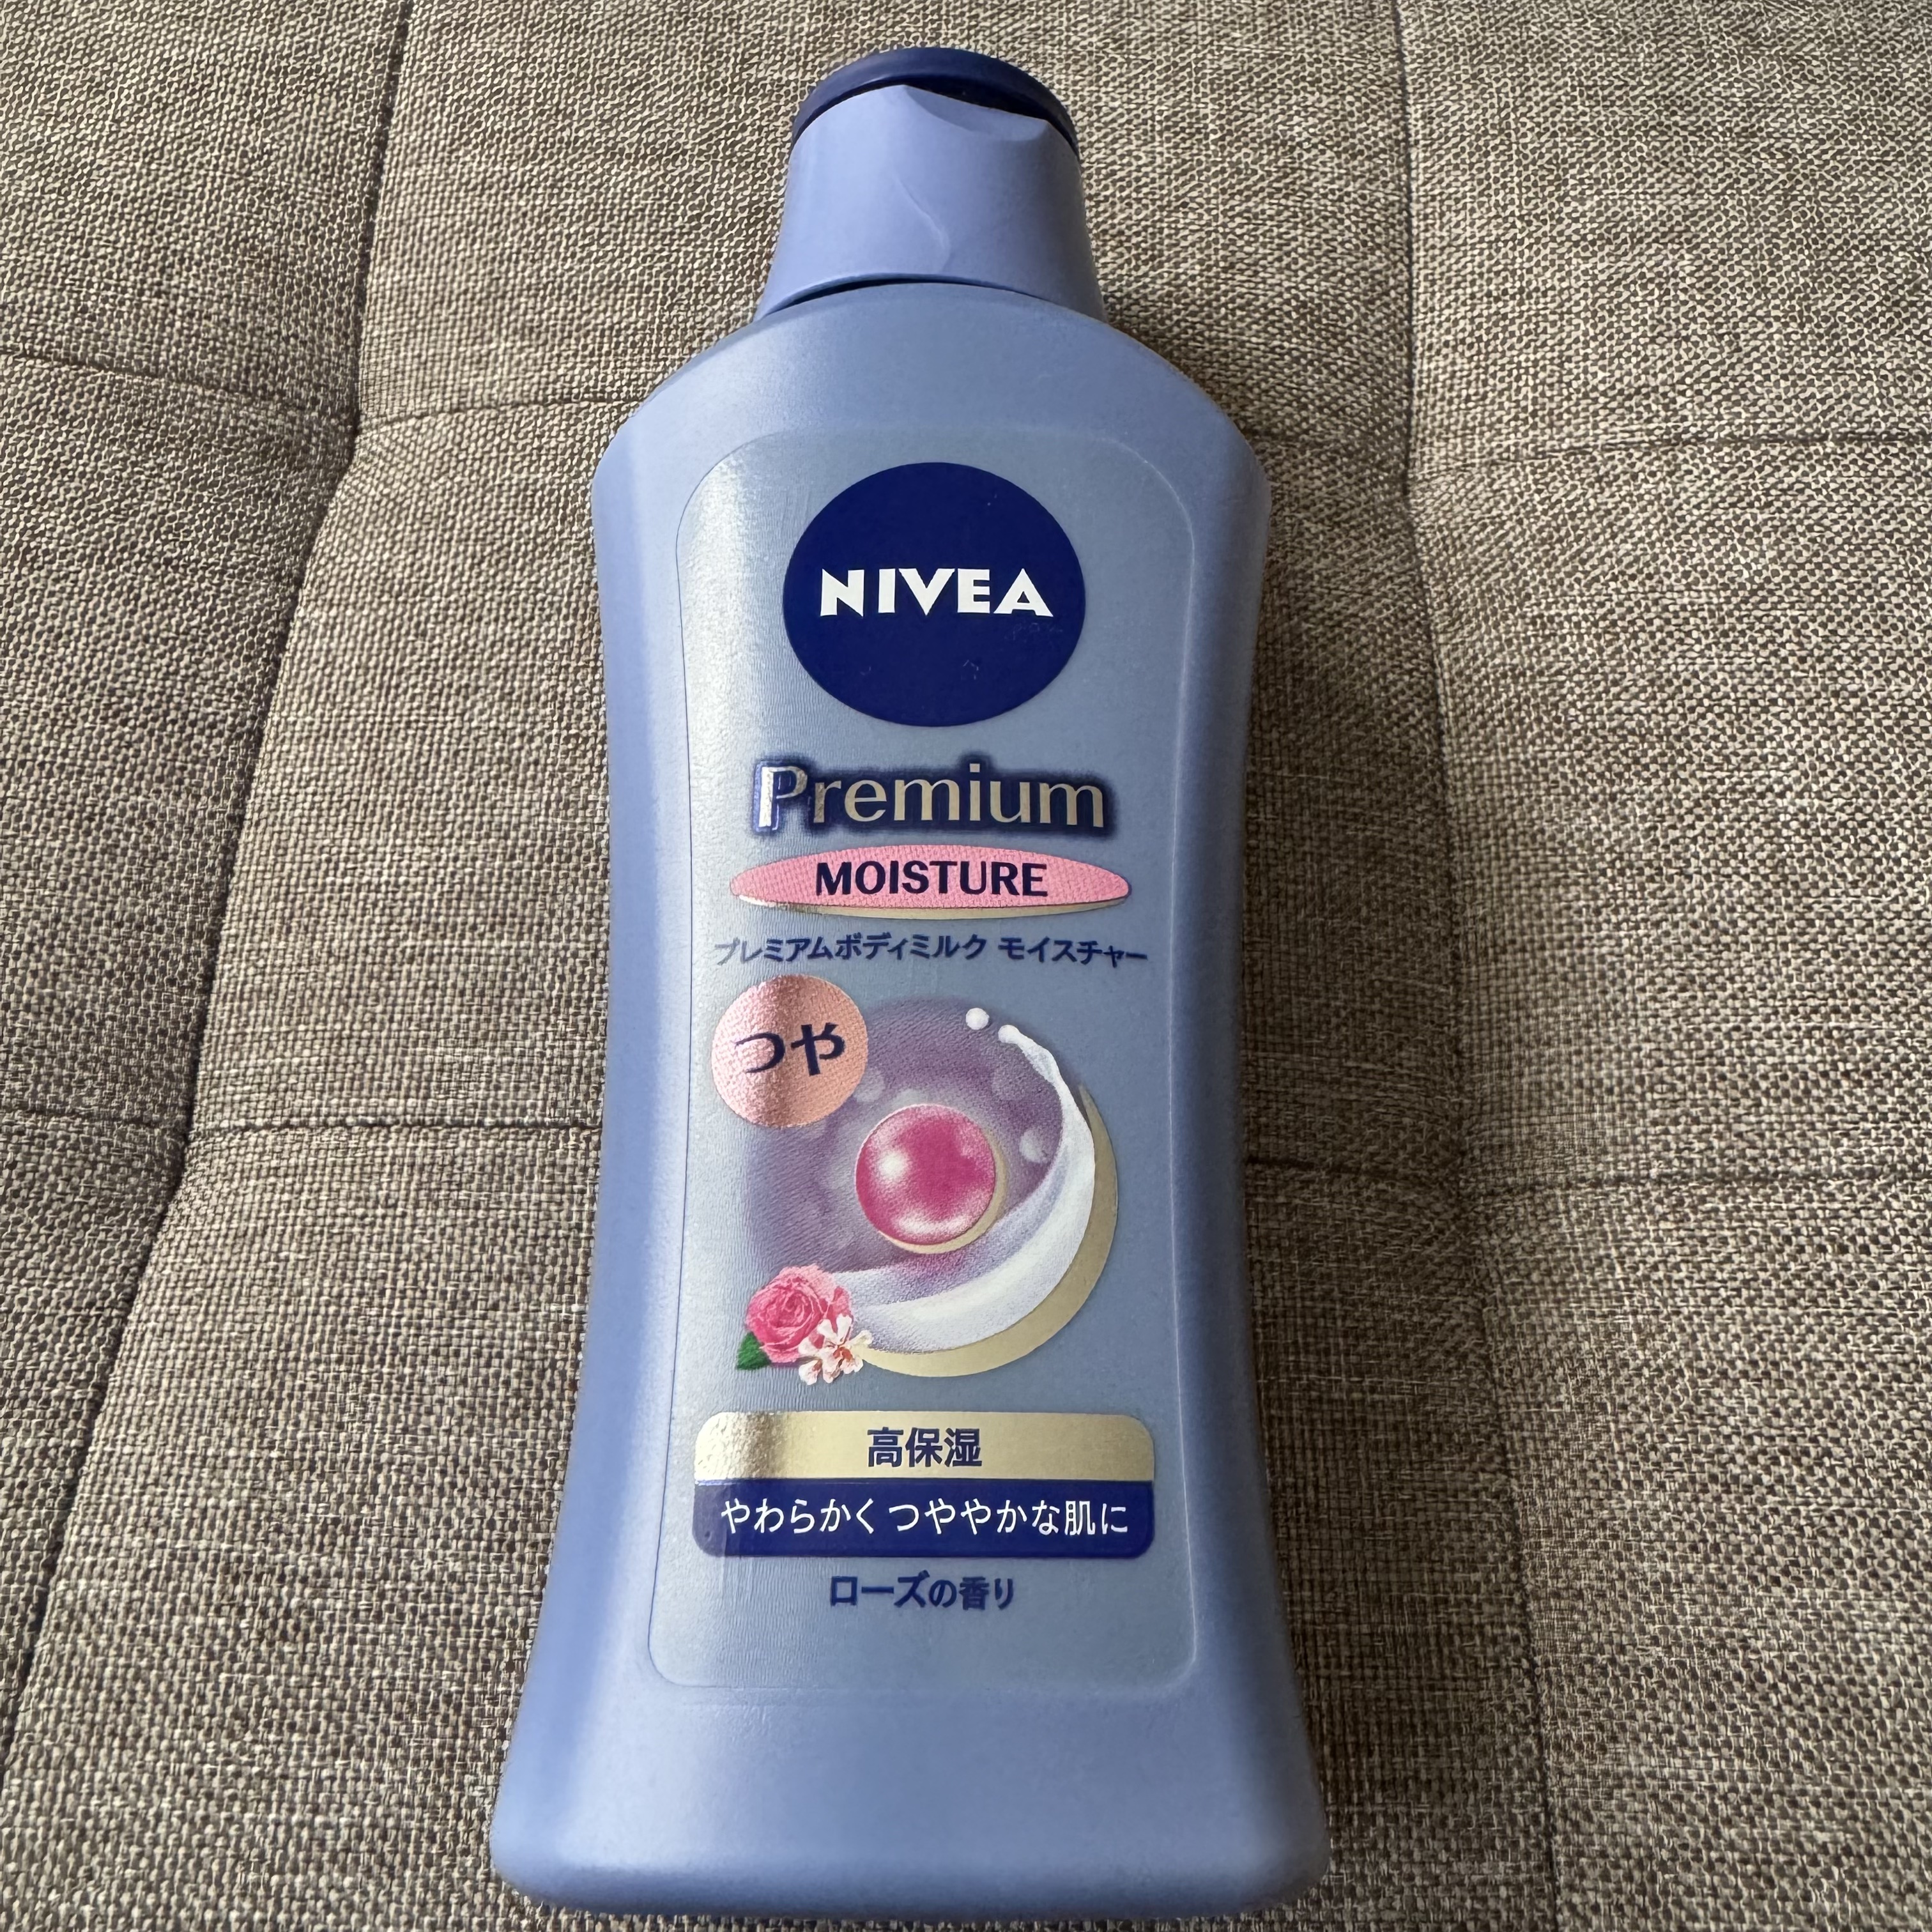 NIVEA
Premium
MOISTURE
プレミアムボディミルク モイスチャー
つや
高保湿
やわらかく つややかな肌に
ローズの香り